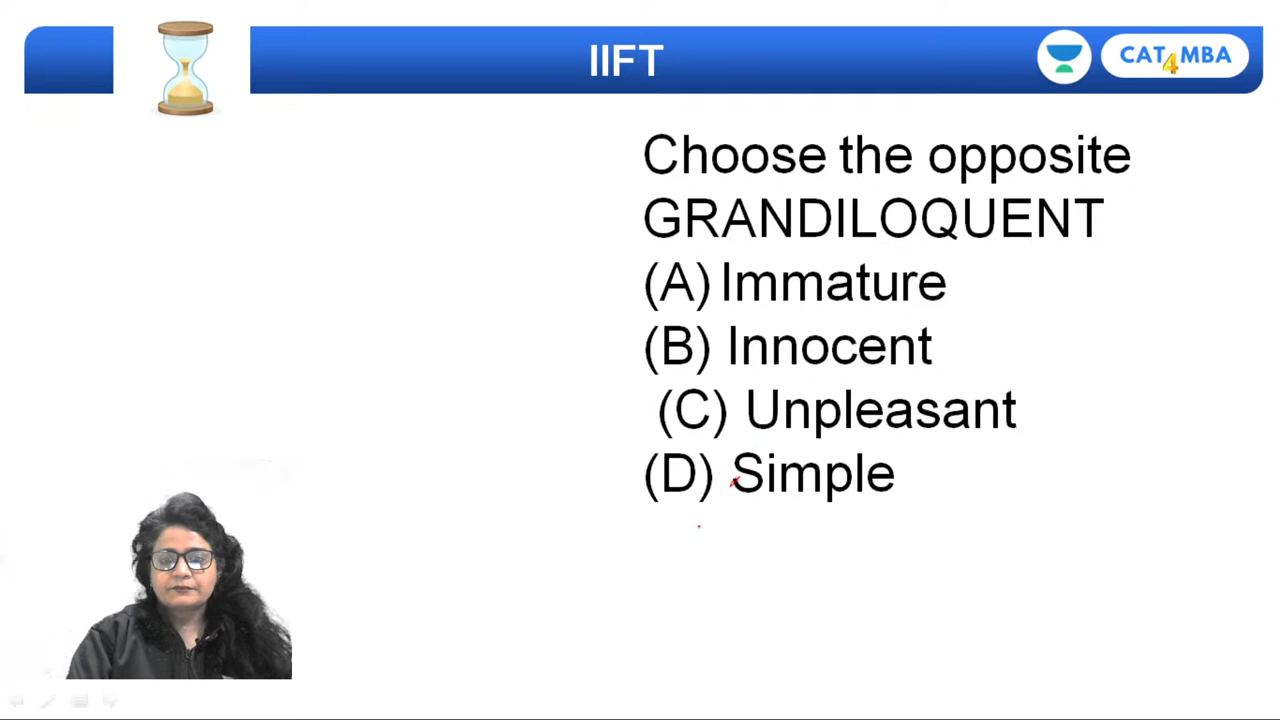 IIFT
CAT4MBA
Choose the opposite
GRANDILOQUENT
(A) Immature
(B) Innocent
(C) Unpleasant
(D) Simple